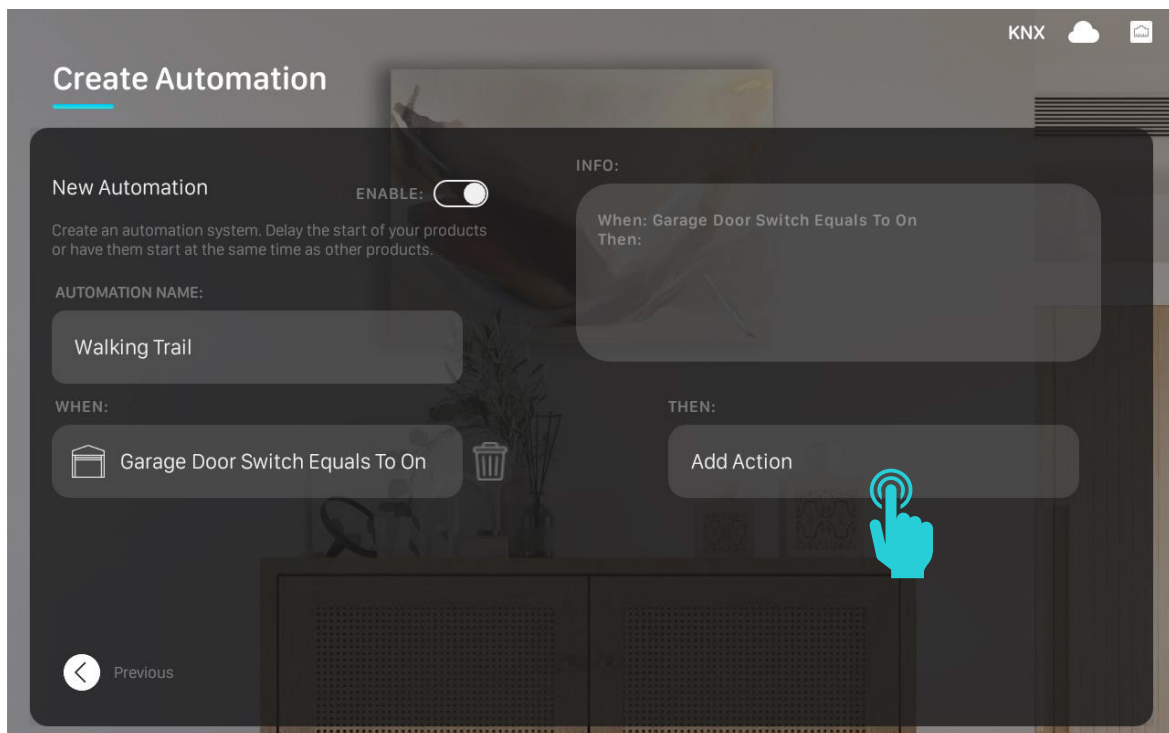 KNX
Create Automation
New Automation
ENABLE:
Create an automation system. Delay the start of your products
or have them start at the same time as other products.
AUTOMATION NAME:
Walking Trail
WHEN:
Garage Door Switch Equals To On
INFO:
When: Garage Door Switch Equals To On
Then:
THEN:
Add Action
Previous